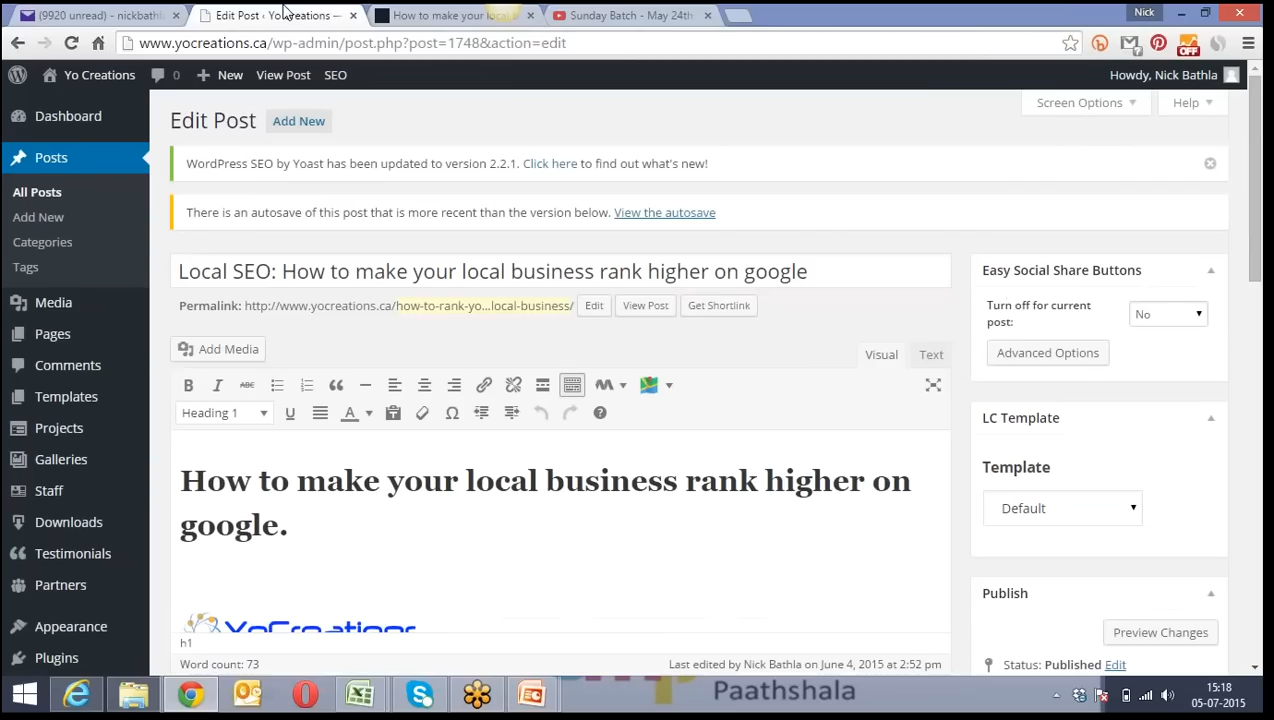 (9920 unread) - nickbathla
Edit Post ‹ Yo Creations —
How to make your local b
Sunday Batch - May 24th
Nick
www.yocreations.ca/wp-admin/post.php?post=1748&action=edit
OFF
Yo Creations
0
New
View Post
SEO
Howdy, Nick Bathla
Dashboard
Posts
All Posts
Add New
Categories
Tags
Media
Pages
Comments
Templates
Projects
Galleries
Staff
Downloads
Testimonials
Partners
Appearance
Plugins
Screen Options
Help
Edit Post
Add New
WordPress SEO by Yoast has been updated to version 2.2.1. Click here to find out what's new!
There is an autosave of this post that is more recent than the version below. View the autosave
Local SEO: How to make your local business rank higher on google
Permalink: http://www.yocreations.ca/how-to-rank-yo...local-business/
Edit
View Post
Get Shortlink
Add Media
Visual
Text
B I ABC
Heading 1
U
A
How to make your local business rank higher on
google.
YoCreations
h1
Word count: 73
Last edited by Nick Bathla on June 4, 2015 at 2:52 pm
Easy Social Share Buttons
Turn off for current
post:
No
Advanced Options
LC Template
Template
Default
Publish
Preview Changes
Status: Published Edit
Paathshala
15:18
05-07-2015